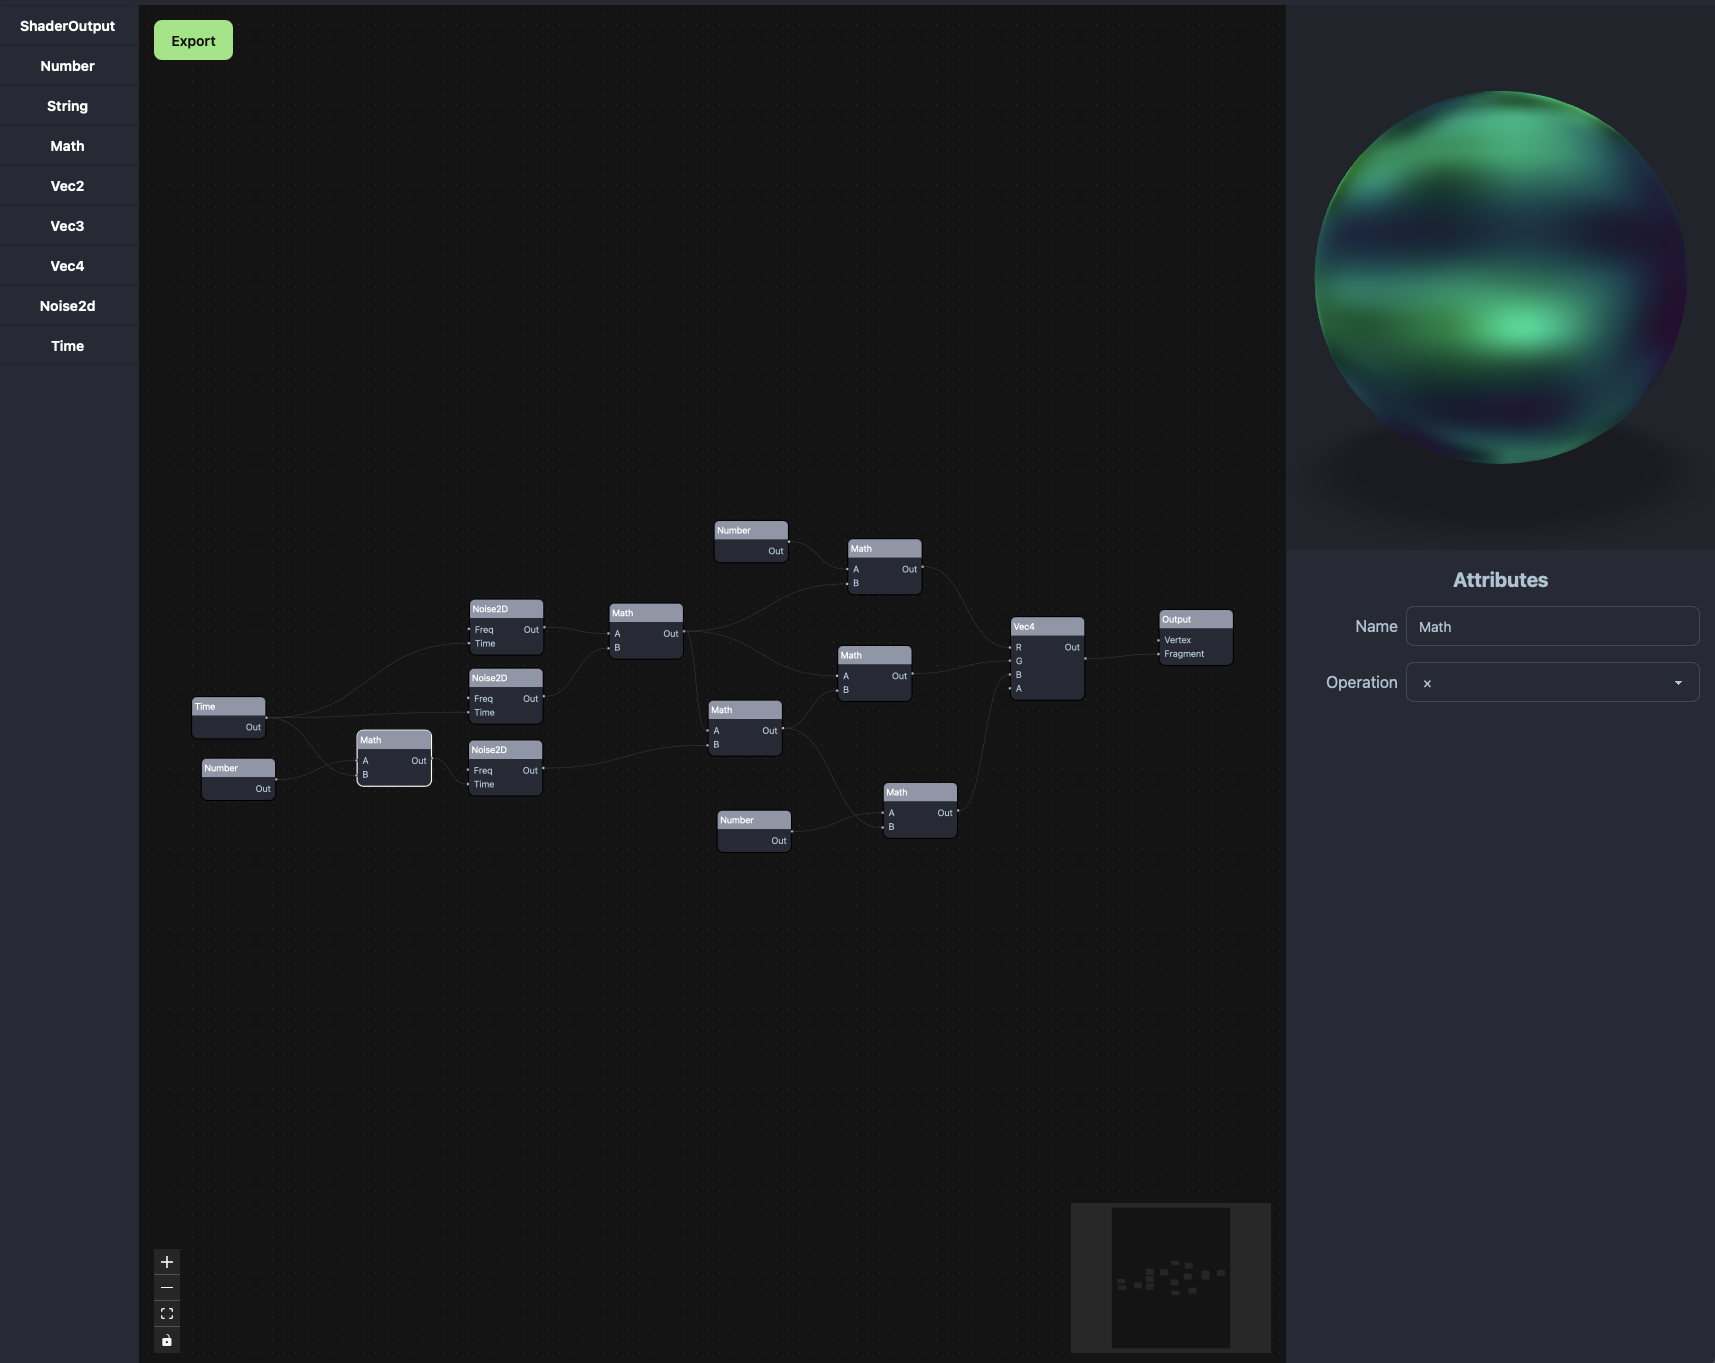 ShaderOutput
Number
String
Math
Vec2
Vec3
Vec4
Noise2d
Time
Export
Number
Out
Math
A Out
B
Noise2D
Freq Out
Time
Math
A Out
B
Vec4
R Out
G
B
A
Output
Vertex
Fragment
Math
A Out
B
Noise2D
Freq Out
Time
Time
Out
Math
A Out
B
Math
A Out
B
Noise2D
Freq Out
Time
Number
Out
Math
A Out
B
Number
Out
Attributes
Name Math
Operation ×